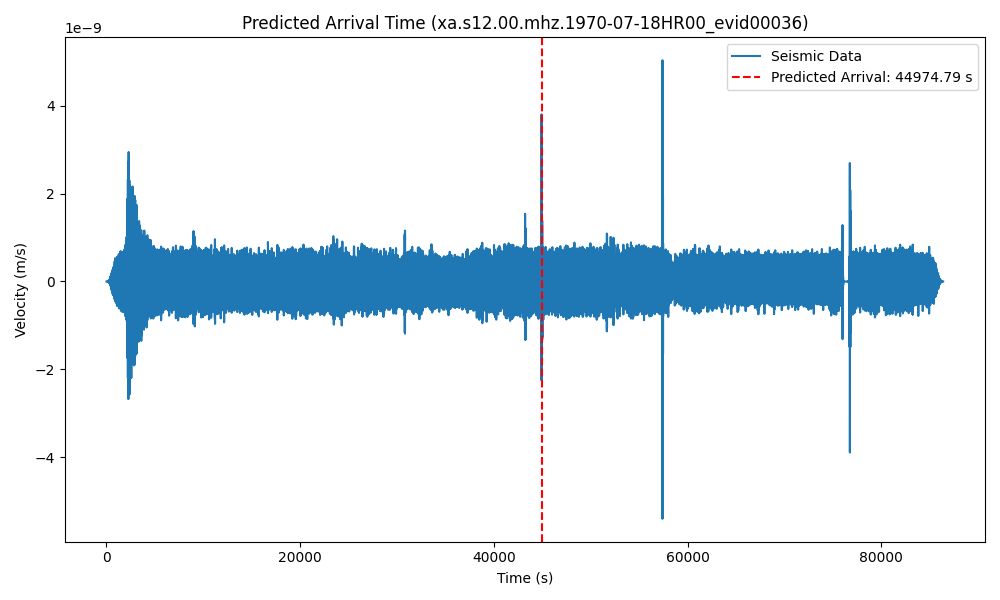 Predicted Arrival Time (xa.s12.00.mhz.1970-07-18HR00_evid00036)
1e−9
Seismic Data
Predicted Arrival: 44974.79 s
4
2
0
−2
−4
Velocity (m/s)
0 20000 40000 60000 80000
Time (s)